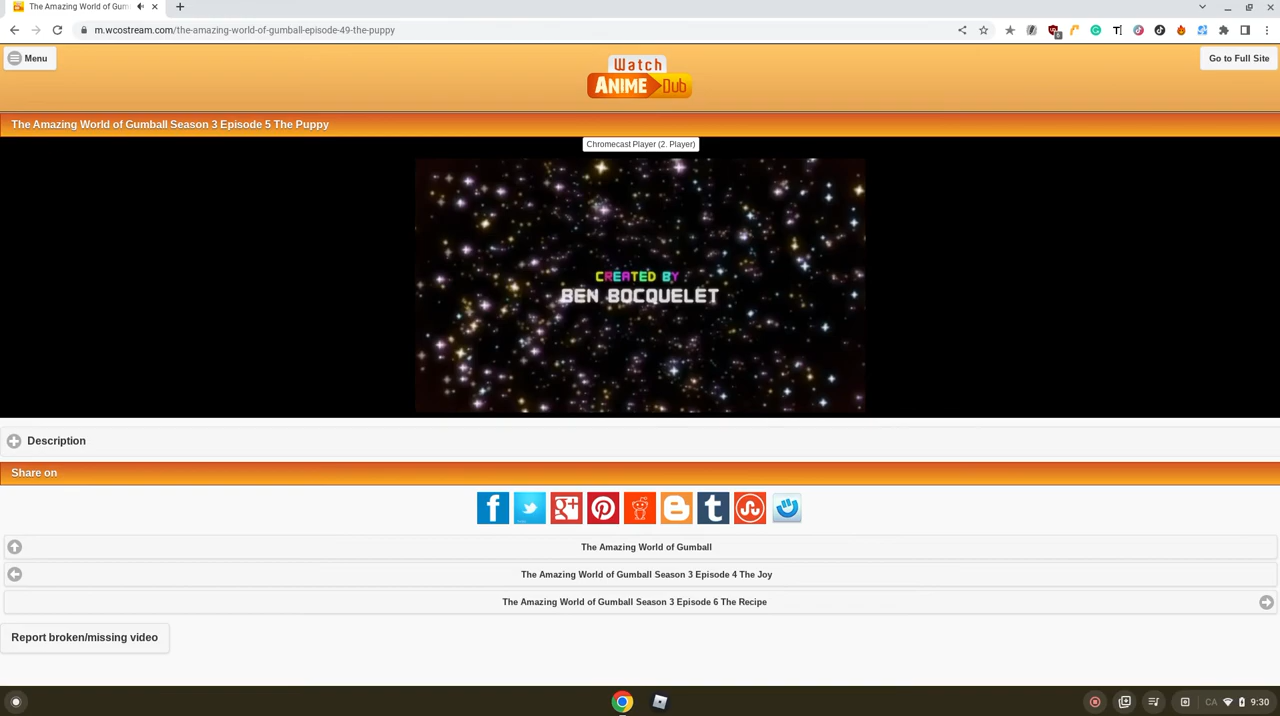 The Amazing World of Gum
m.wcostream.com/the-amazing-world-of-gumball-episode-49-the-puppy
Menu
Watch
ANIME Dub
Go to Full Site
The Amazing World of Gumball Season 3 Episode 5 The Puppy
Chromecast Player (2. Player)
CREATED BY
BEN BOCQUELET
Description
Share on
The Amazing World of Gumball
The Amazing World of Gumball Season 3 Episode 4 The Joy
The Amazing World of Gumball Season 3 Episode 6 The Recipe
Report broken/missing video
CA
9:30